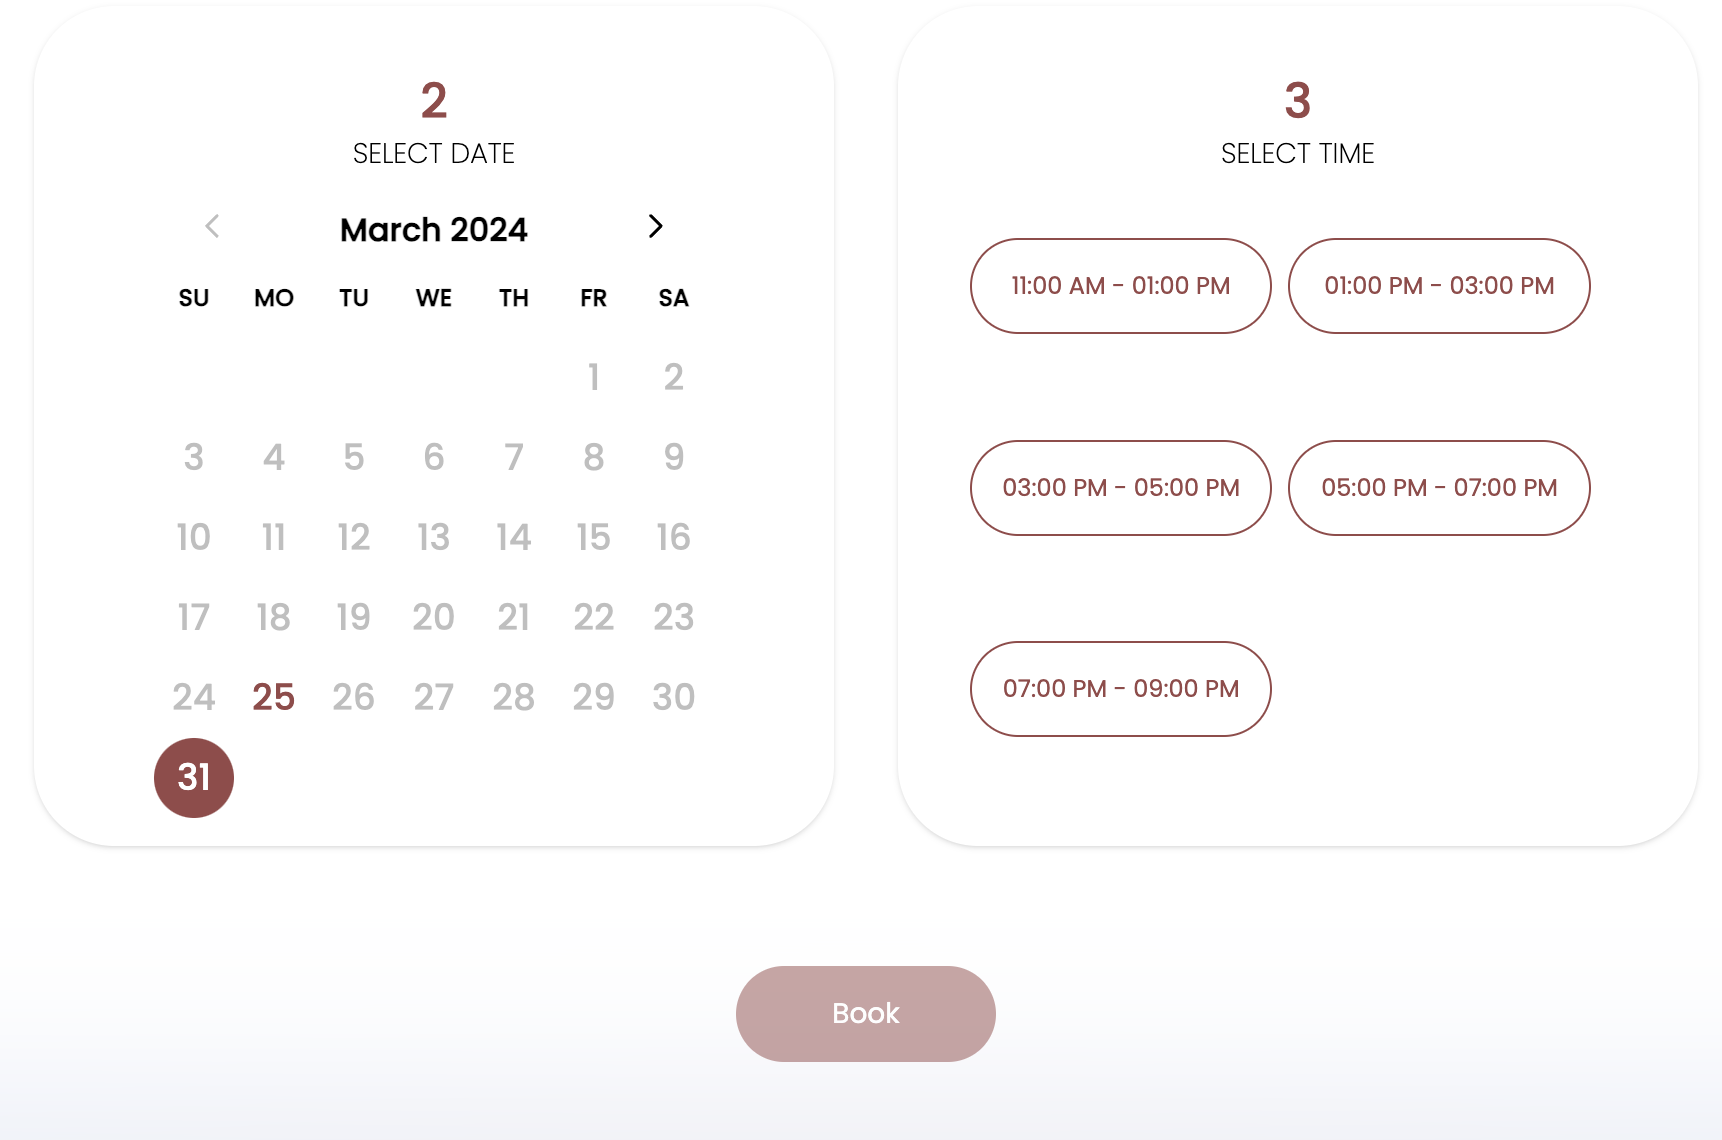 2
SELECT DATE
March 2024
SU MO TU WE TH FR SA
1 2
3 4 5 6 7 8 9
10 11 12 13 14 15 16
17 18 19 20 21 22 23
24 25 26 27 28 29 30
31
3
SELECT TIME
11:00 AM - 01:00 PM
01:00 PM - 03:00 PM
03:00 PM - 05:00 PM
05:00 PM - 07:00 PM
07:00 PM - 09:00 PM
Book